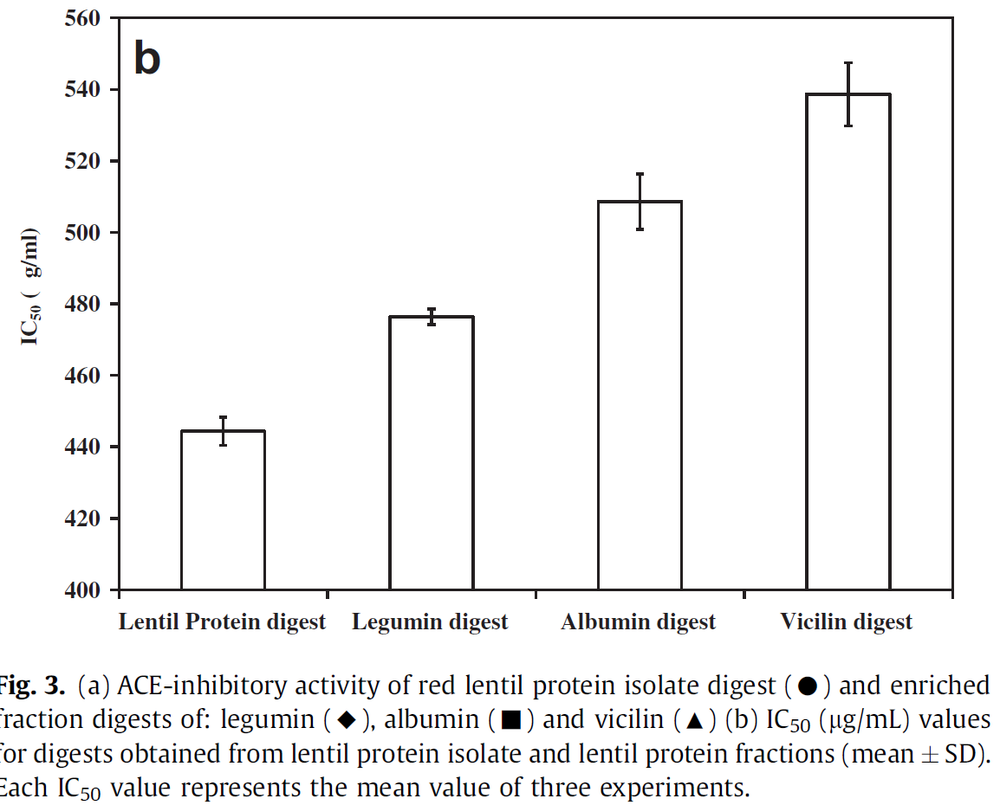 560
b
540
520
500
480
460
440
420
400
IC50 ( g/ml)
Lentil Protein digest Legumin digest Albumin digest Vicilin digest
Fig. 3. (a) ACE-inhibitory activity of red lentil protein isolate digest (●) and enriched
fraction digests of: legumin (◆), albumin (■) and vicilin (▲) (b) IC50 (μg/mL) values
for digests obtained from lentil protein isolate and lentil protein fractions (mean ± SD).
Each IC50 value represents the mean value of three experiments.